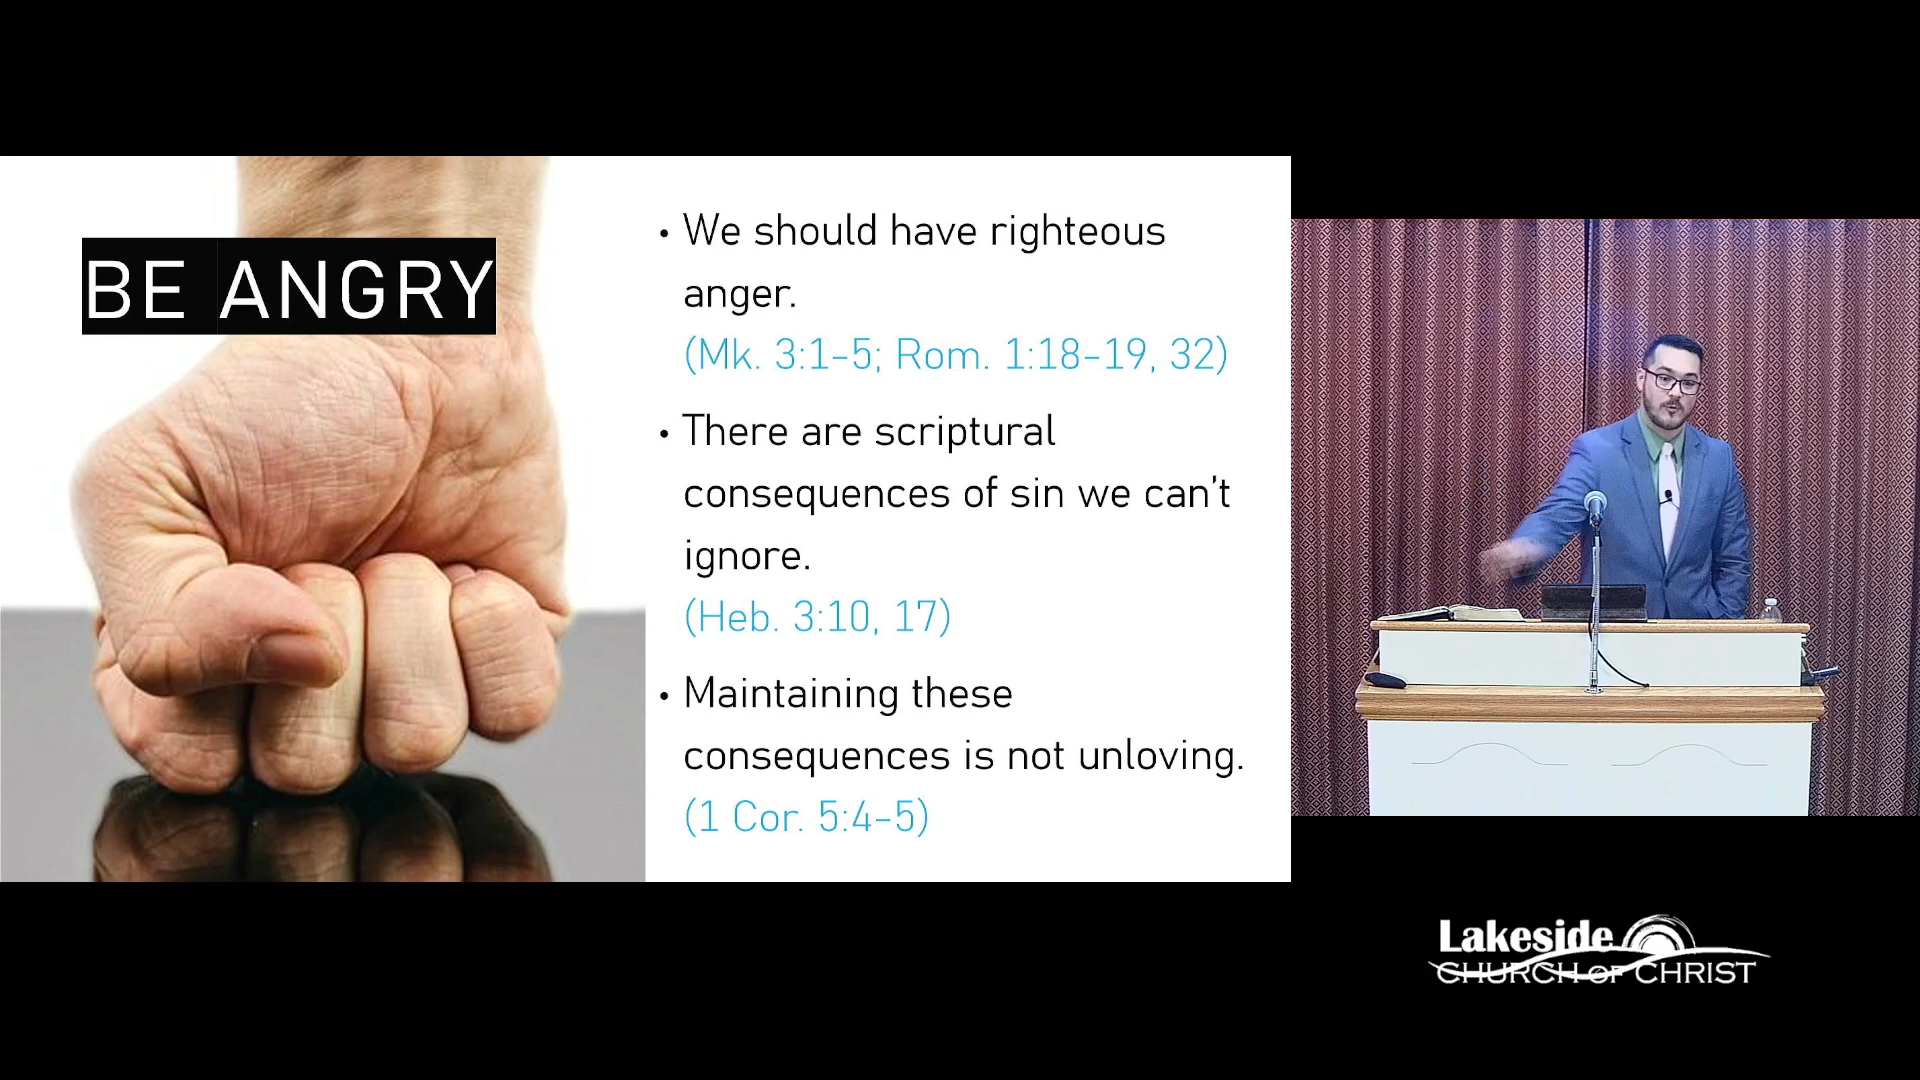 BE ANGRY
• We should have righteous
anger.
(Mk. 3:1–5; Rom. 1:18–19, 32)
• There are scriptural
consequences of sin we can't
ignore.
(Heb. 3:10, 17)
• Maintaining these
consequences is not unloving.
(1 Cor. 5:4–5)
Lakeside
CHURCH OF CHRIST